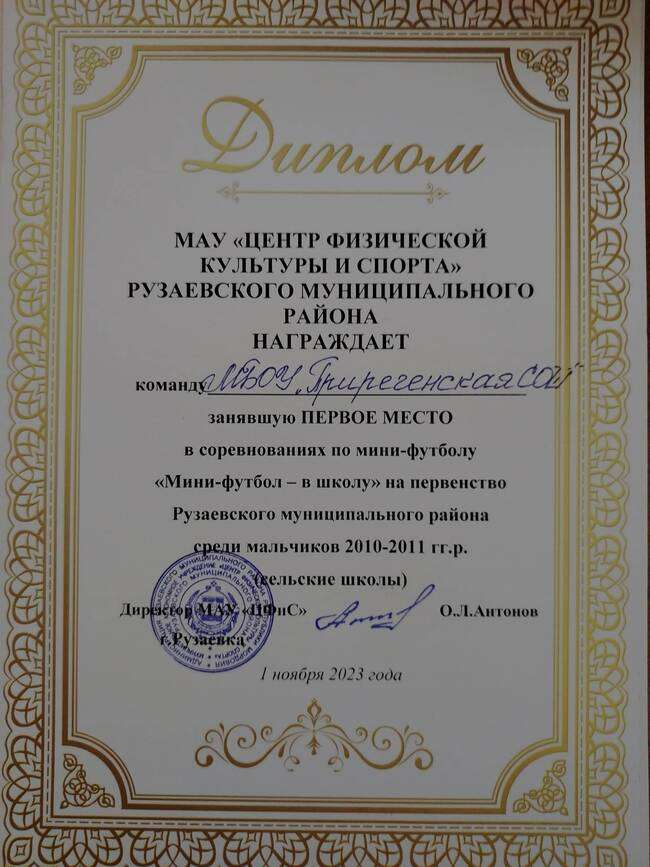 Диплом
МАУ «ЦЕНТР ФИЗИЧЕСКОЙ
КУЛЬТУРЫ И СПОРТА»
РУЗАЕВСКОГО МУНИЦИПАЛЬНОГО
РАЙОНА
НАГРАЖДАЕТ
команду МБОУ „Приреченская СОШ"
занявшую ПЕРВОЕ МЕСТО
в соревнованиях по мини-футболу
«Мини-футбол – в школу» на первенство
Рузаевского муниципального района
среди мальчиков 2010-2011 гг.р.
(сельские школы)
Директор МАУ «ЦФиС» О.Л.Антонов
г. Рузаевка
1 ноября 2023 года